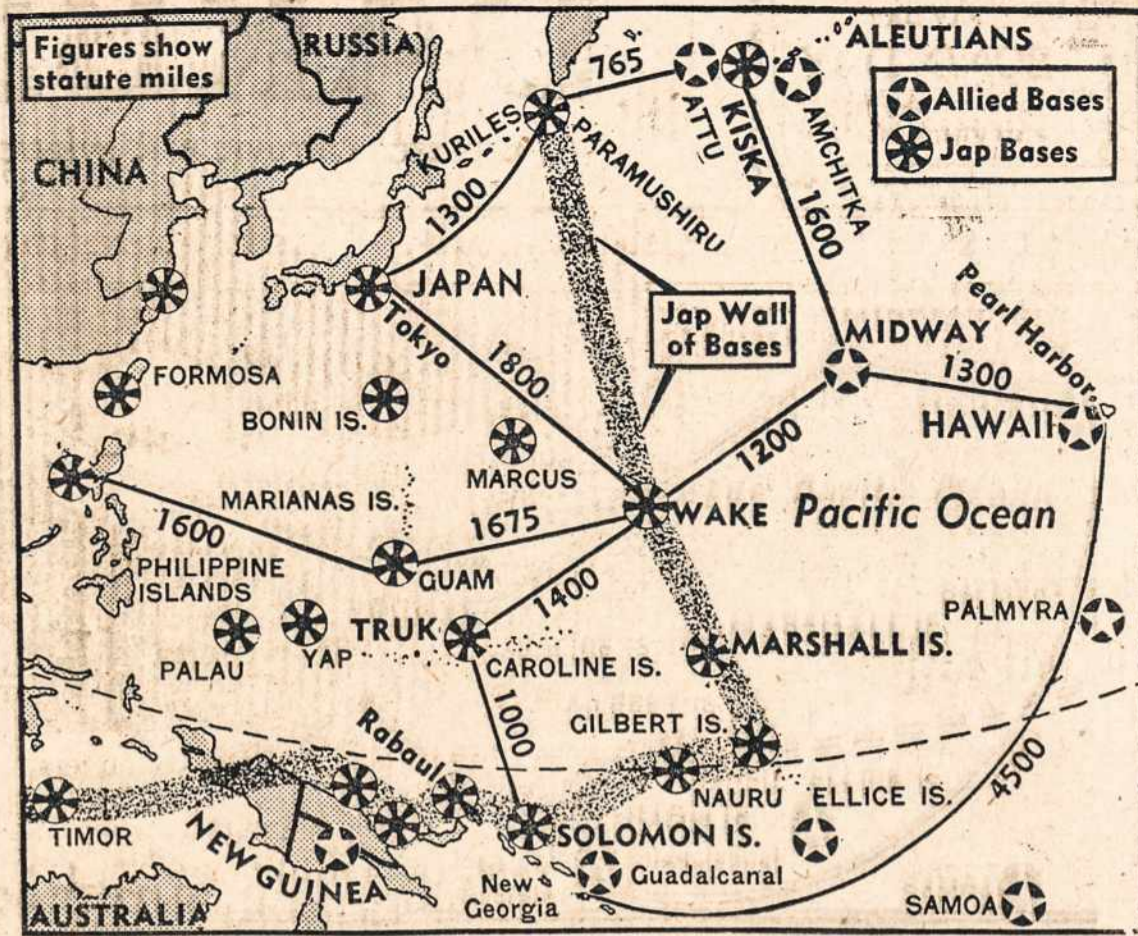 Figures show
statute miles
RUSSIA
ALEUTIANS
765
Allied Bases
Jap Bases
ATTU
KISKA
AMCHITKA
KURILES
PARAMUSHIRU
CHINA
1300
1600
JAPAN
Tokyo
Jap Wall
of Bases
Pearl Harbor
MIDWAY
1300
1800
FORMOSA
BONIN IS.
HAWAII
1200
MARCUS
MARIANAS IS.
1600
1675
WAKE
Pacific Ocean
PHILIPPINE
ISLANDS
GUAM
1400
PALMYRA
TRUK
PALAU
YAP
CAROLINE IS.
MARSHALL IS.
1000
GILBERT IS.
Rabaul
4500
NAURU
ELLICE IS.
TIMOR
NEW GUINEA
SOLOMON IS.
New
Georgia
Guadalcanal
AUSTRALIA
SAMOA